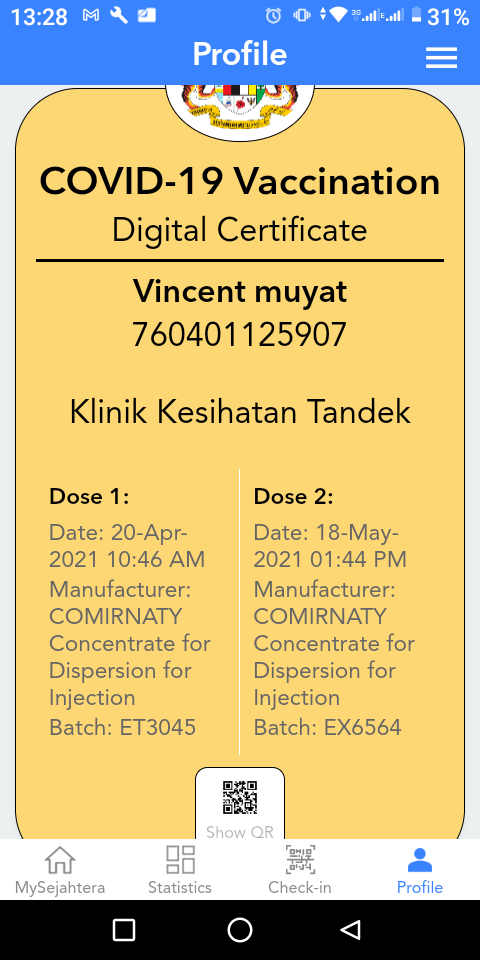 13:28
3G
E
31%
Profile
COVID-19 Vaccination
Digital Certificate
Vincent muyat
760401125907
Klinik Kesihatan Tandek
Dose 1:
Date: 20-Apr-
2021 10:46 AM
Manufacturer:
COMIRNATY
Concentrate for
Dispersion for
Injection
Batch: ET3045
Dose 2:
Date: 18-May-
2021 01:44 PM
Manufacturer:
COMIRNATY
Concentrate for
Dispersion for
Injection
Batch: EX6564
Show QR
MySejahtera
Statistics
Check-in
Profile